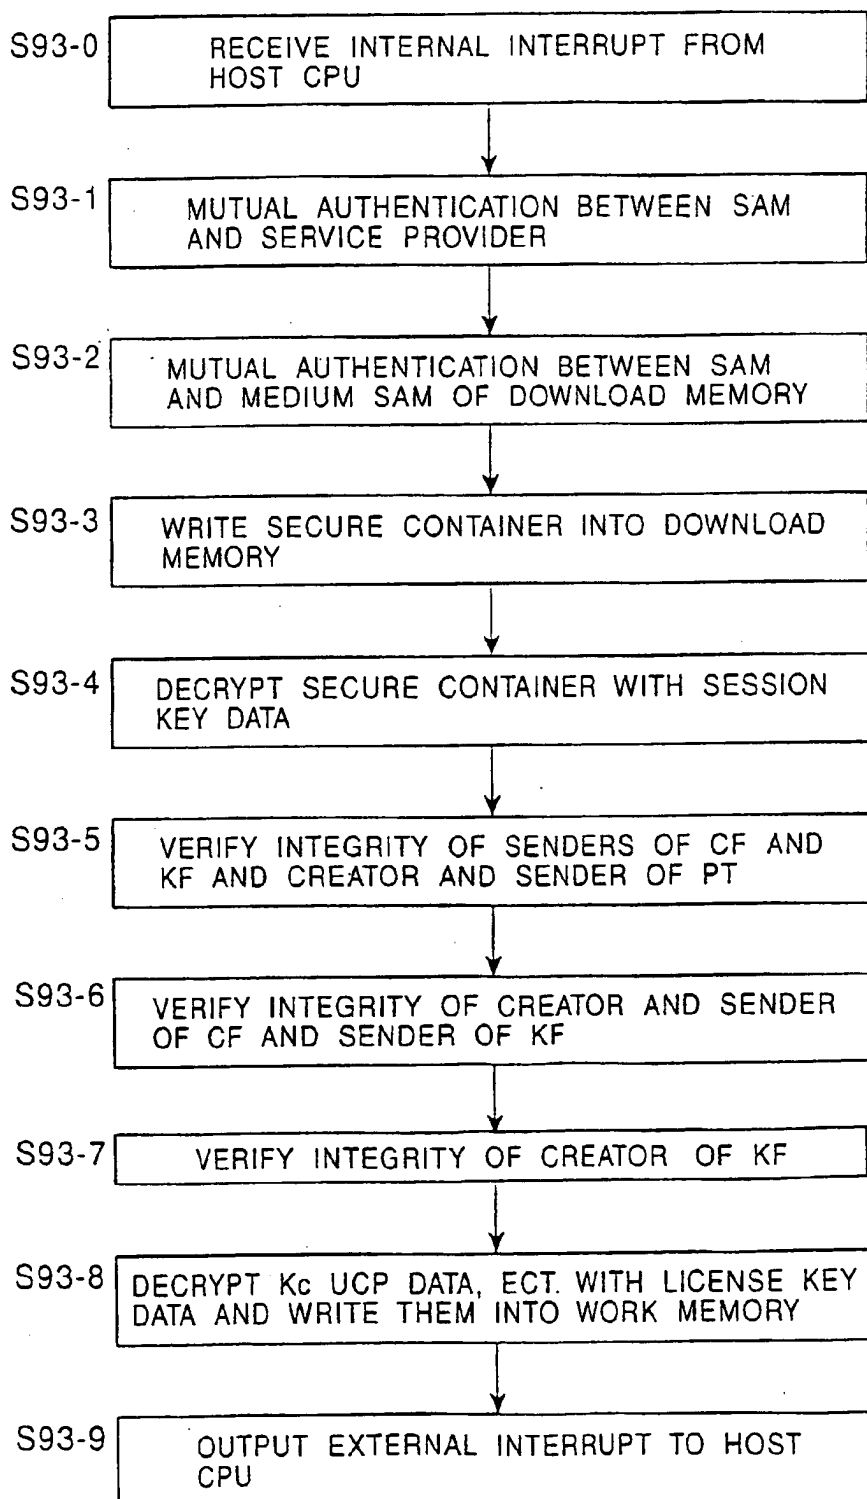 S93-0
RECEIVE INTERNAL INTERRUPT FROM
HOST CPU
S93-1
MUTUAL AUTHENTICATION BETWEEN SAM
AND SERVICE PROVIDER
S93-2
MUTUAL AUTHENTICATION BETWEEN SAM
AND MEDIUM SAM OF DOWNLOAD MEMORY
S93-3
WRITE SECURE CONTAINER INTO DOWNLOAD
MEMORY
S93-4
DECRYPT SECURE CONTAINER WITH SESSION
KEY DATA
S93-5
VERIFY INTEGRITY OF SENDERS OF CF AND
KF AND CREATOR AND SENDER OF PT
S93-6
VERIFY INTEGRITY OF CREATOR AND SENDER
OF CF AND SENDER OF KF
S93-7
VERIFY INTEGRITY OF CREATOR OF KF
S93-8
DECRYPT Kc UCP DATA, ECT. WITH LICENSE KEY
DATA AND WRITE THEM INTO WORK MEMORY
S93-9
OUTPUT EXTERNAL INTERRUPT TO HOST
CPU